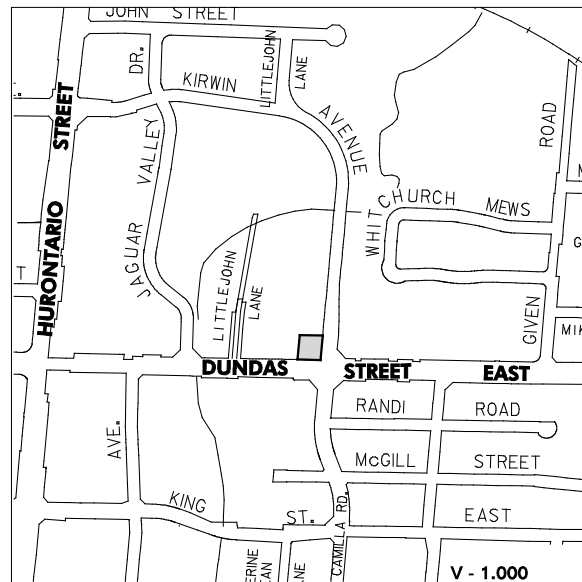 JOHN STREET
DR.
KIRWIN
LITTLEJOHN
LANE
AVENUE
HURONTARIO STREET
JAGUAR VALLEY
ROAD
WHITCHURCH MEWS
LITTLEJOHN
LANE
GIVEN
T
G
MIK
DUNDAS STREET EAST
RANDI ROAD
AVE.
McGILL STREET
KING ST. EAST
CAMILLA RD.
V - 1.000